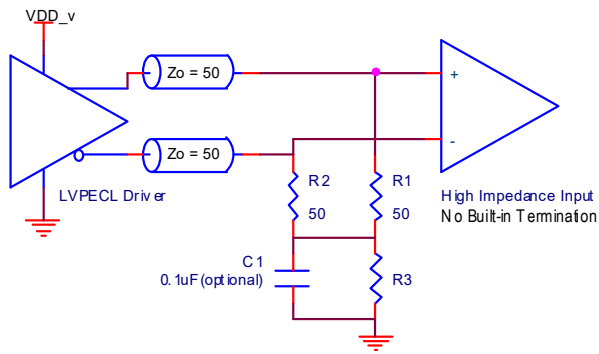 VDD_v
Zo = 50
+
Zo = 50
-
LVPECL Driver
R2
50
R1
50
High Impedance Input
No Built-in Termination
C1
0.1uF(optional)
R3